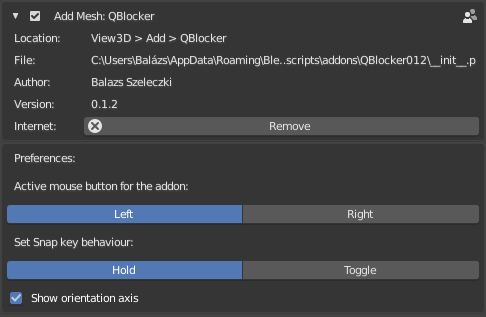 Add Mesh: QBlocker
Location: View3D > Add > QBlocker
File: C:\Users\Balázs\AppData\Roaming\Ble..scripts\addons\QBlocker012\__init__.p
Author: Balazs Szeleczki
Version: 0.1.2
Internet: Remove
Preferences:
Active mouse button for the addon:
Left Right
Set Snap key behaviour:
Hold Toggle
Show orientation axis